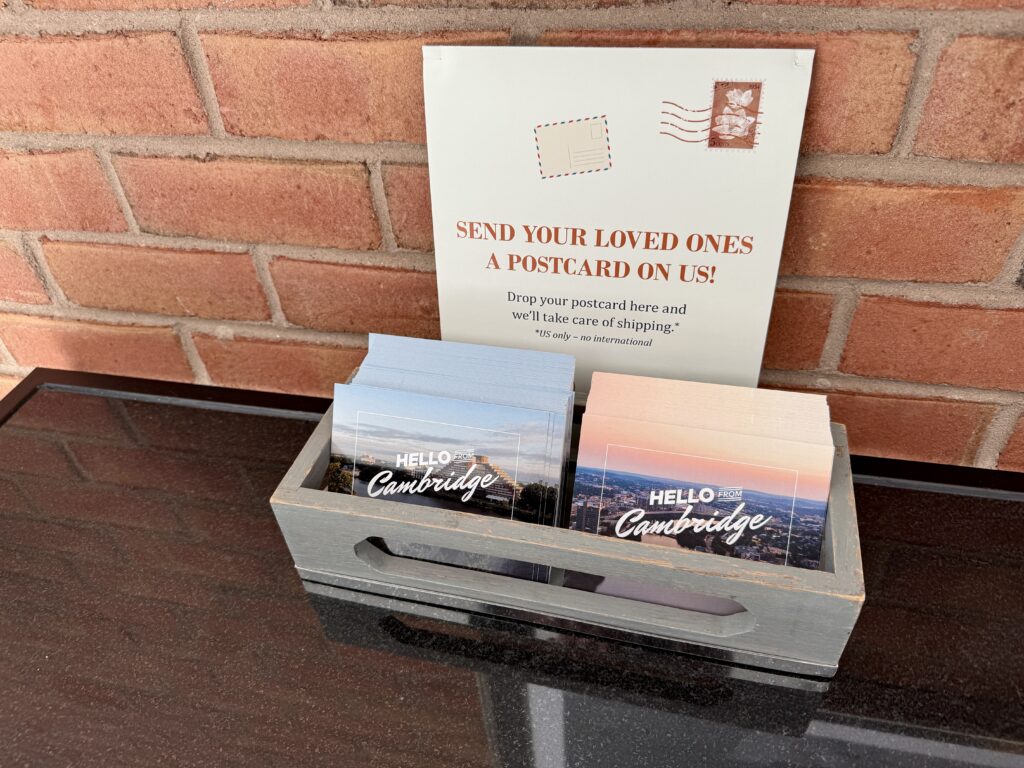 SEND YOUR LOVED ONES
A POSTCARD ON US!
Drop your postcard here and
we'll take care of shipping.*
*US only – no international
HELLO FROM
Cambridge
HELLO FROM
Cambridge